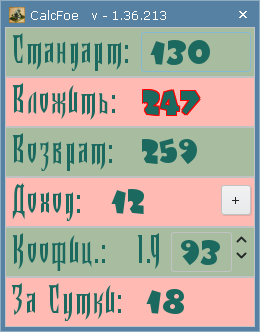 CalcFoe v - 1.36.213
Стандарт: 130
Вложить: 247
Возврат: 259
Доход: 12 +
Коэфиц.: 1.9 93
За Сутки: 18